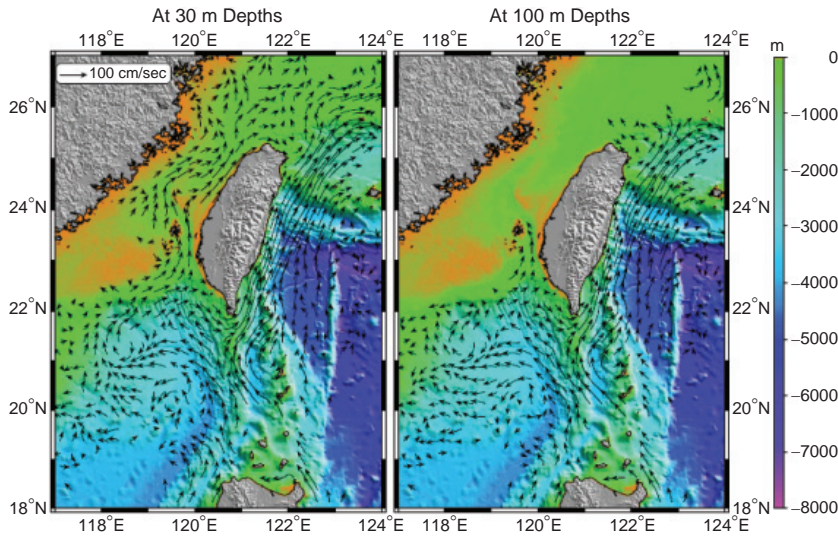 At 30 m Depths At 100 m Depths
118°E 120°E 122°E 124°E 118°E 120°E 122°E 124°E
m
100 cm/sec
0
26°N 26°N
−1000
−2000
24°N 24°N
−3000
−4000
22°N 22°N
−5000
−6000
20°N 20°N
−7000
18°N 18°N
−8000
118°E 120°E 122°E 124°E 118°E 120°E 122°E 124°E